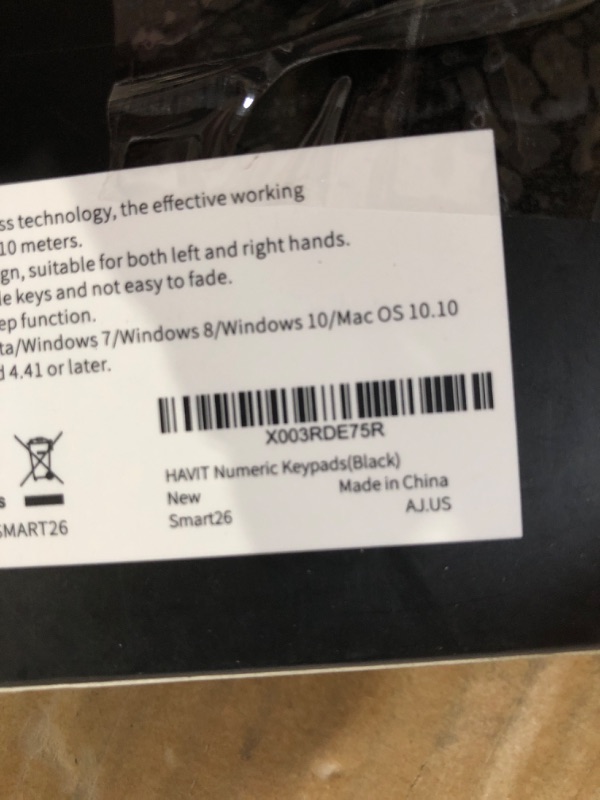 ss technology, the effective working
10 meters.
gn, suitable for both left and right hands.
le keys and not easy to fade.
ep function.
ta/Windows 7/Windows 8/Windows 10/Mac OS 10.10
d 4.41 or later.
X003RDE75R
HAVIT Numeric Keypads(Black)
New
Made in China
Smart26
AJ.US
s
SMART26